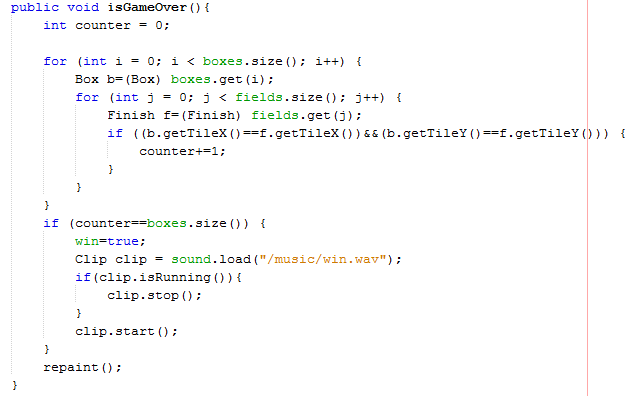 public void isGameOver(){
    int counter = 0;

    for (int i = 0; i < boxes.size(); i++) {
        Box b=(Box) boxes.get(i);
        for (int j = 0; j < fields.size(); j++) {
            Finish f=(Finish) fields.get(j);
            if ((b.getTileX()==f.getTileX())&&(b.getTileY()==f.getTileY())) {
                counter+=1;
            }
        }
    }
    if (counter==boxes.size()) {
        win=true;
        Clip clip = sound.load("/music/win.wav");
        if(clip.isRunning()){
            clip.stop();
        }
        clip.start();
    }
    repaint();
}